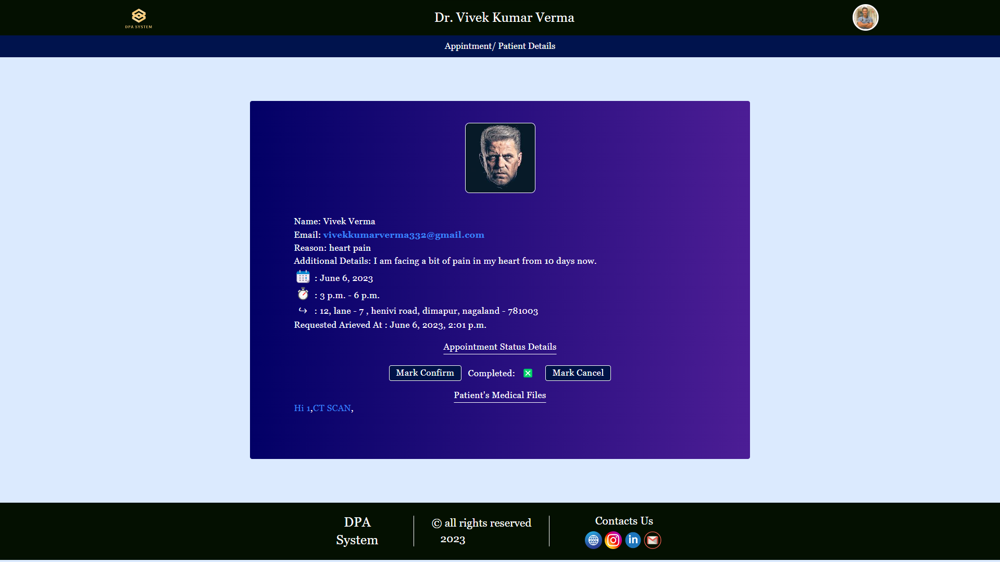 DPA SYSTEM
Dr. Vivek Kumar Verma
Appintment/ Patient Details
Name: Vivek Verma
Email: vivekkumarverma332@gmail.com
Reason: heart pain
Additional Details: I am facing a bit of pain in my heart from 10 days now.
: June 6, 2023
: 3 p.m. - 6 p.m.
↪ : 12, lane - 7 , henivi road, dimapur, nagaland - 781003
Requested Arieved At : June 6, 2023, 2:01 p.m.
Appointment Status Details
Mark Confirm Completed: ❎ Mark Cancel
Patient's Medical Files
Hi 1,CT SCAN,
DPA
System
© all rights reserved
2023
Contacts Us
in